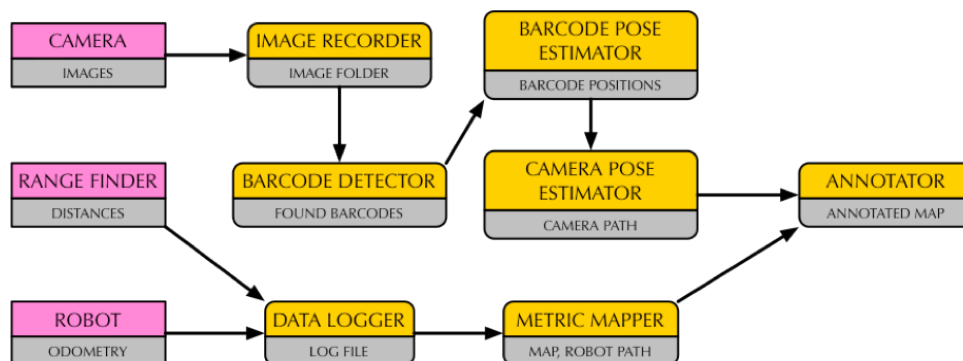 CAMERA
IMAGES
IMAGE RECORDER
IMAGE FOLDER
BARCODE POSE
ESTIMATOR
BARCODE POSITIONS
RANGE FINDER
DISTANCES
BARCODE DETECTOR
FOUND BARCODES
CAMERA POSE
ESTIMATOR
CAMERA PATH
ANNOTATOR
ANNOTATED MAP
ROBOT
ODOMETRY
DATA LOGGER
LOG FILE
METRIC MAPPER
MAP, ROBOT PATH